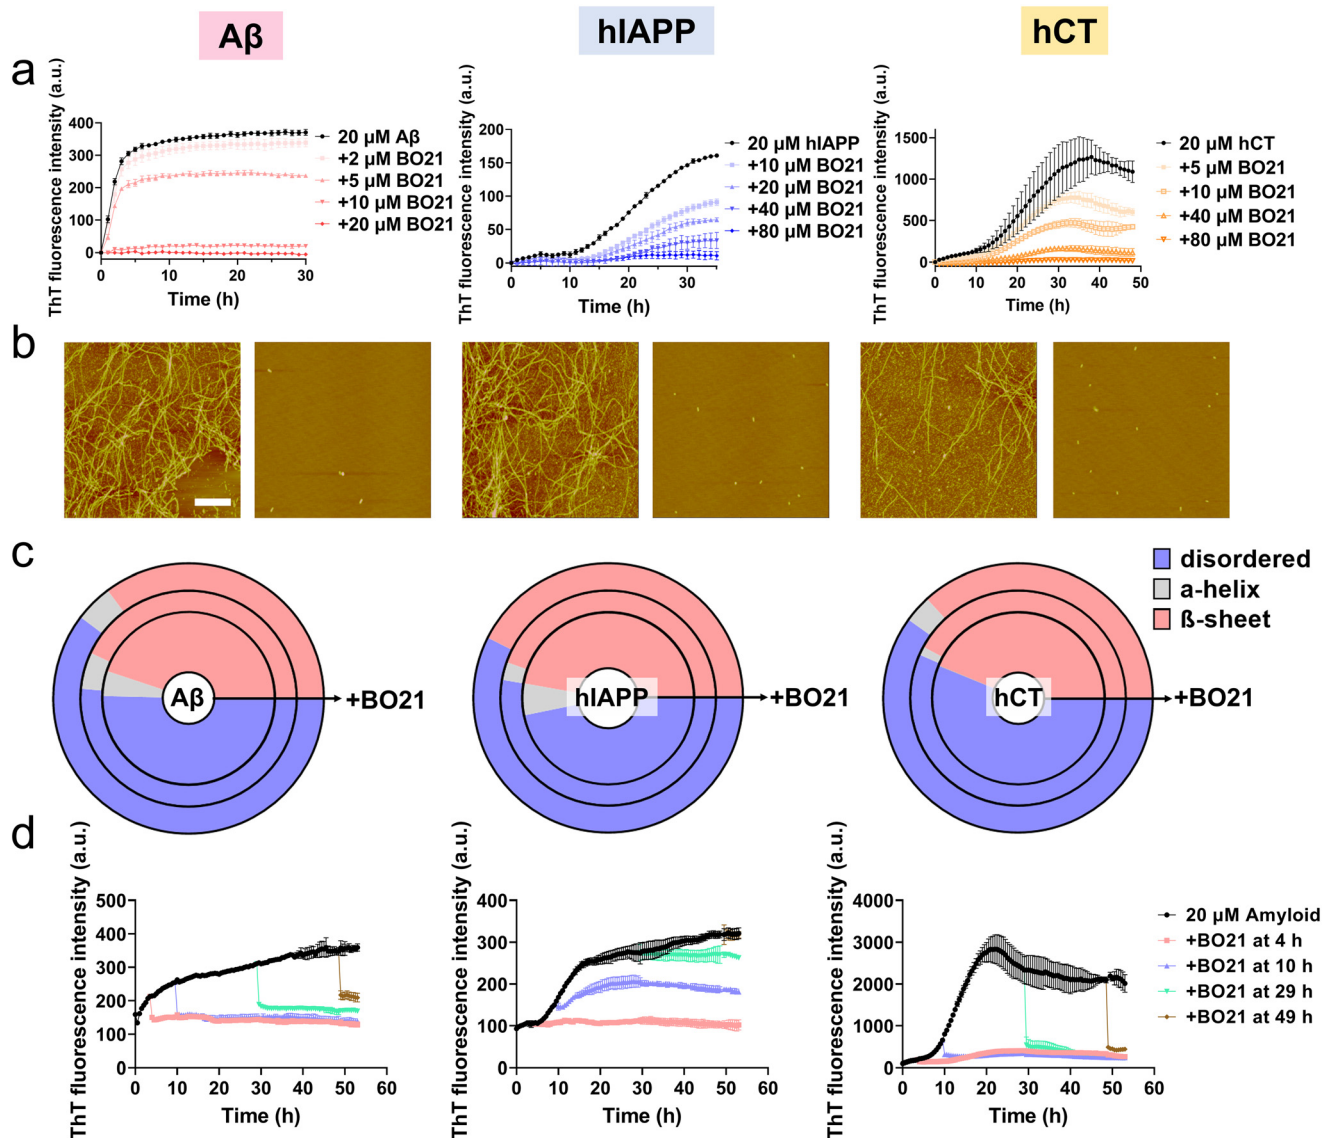 Aβ
hIAPP
hCT
a
ThT fluorescence intensity (a.u.)
400
300
200
100
0
0
10
20
30
Time (h)
20 μM Aβ
+2 μM BO21
+5 μM BO21
+10 μM BO21
+20 μM BO21
ThT fluorescence intensity (a.u.)
200
150
100
50
0
0
10
20
30
Time (h)
20 μM hIAPP
+10 μM BO21
+20 μM BO21
+40 μM BO21
+80 μM BO21
ThT fluorescence intensity (a.u.)
1500
1000
500
0
0
10
20
30
40
50
Time (h)
20 μM hCT
+5 μM BO21
+10 μM BO21
+40 μM BO21
+80 μM BO21
b
c
disordered
a-helix
ß-sheet
Aβ
+BO21
hIAPP
+BO21
hCT
+BO21
d
ThT fluorescence intensity (a.u.)
500
400
300
200
100
0
0
10
20
30
40
50
60
Time (h)
ThT fluorescence intensity (a.u.)
400
300
200
100
0
0
10
20
30
40
50
60
Time (h)
ThT fluorescence intensity (a.u.)
4000
3000
2000
1000
0
0
10
20
30
40
50
60
Time (h)
20 μM Amyloid
+BO21 at 4 h
+BO21 at 10 h
+BO21 at 29 h
+BO21 at 49 h